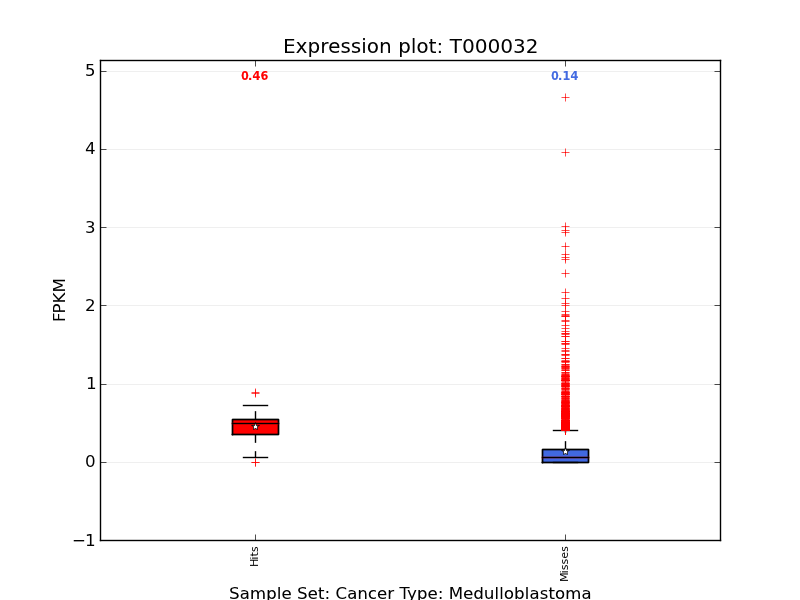 Expression plot: T000032
0.46
0.14
5
4
3
2
1
0
−1
FPKM
Hits
Misses
Sample Set: Cancer Type: Medulloblastoma